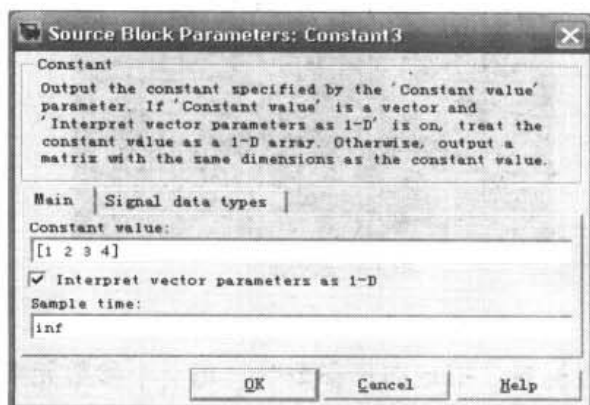 Source Block Parameters: Constant3
Constant
Output the constant specified by the 'Constant value'
parameter. If 'Constant value' is a vector and
'Interpret vector parameters as 1-D' is on, treat the
constant value as a 1-D array. Otherwise, output a
matrix with the same dimensions as the constant value.
Main
Signal data types
Constant value:
[1 2 3 4]
Interpret vector parameters as 1-D
Sample time:
inf
OK
Cancel
Help